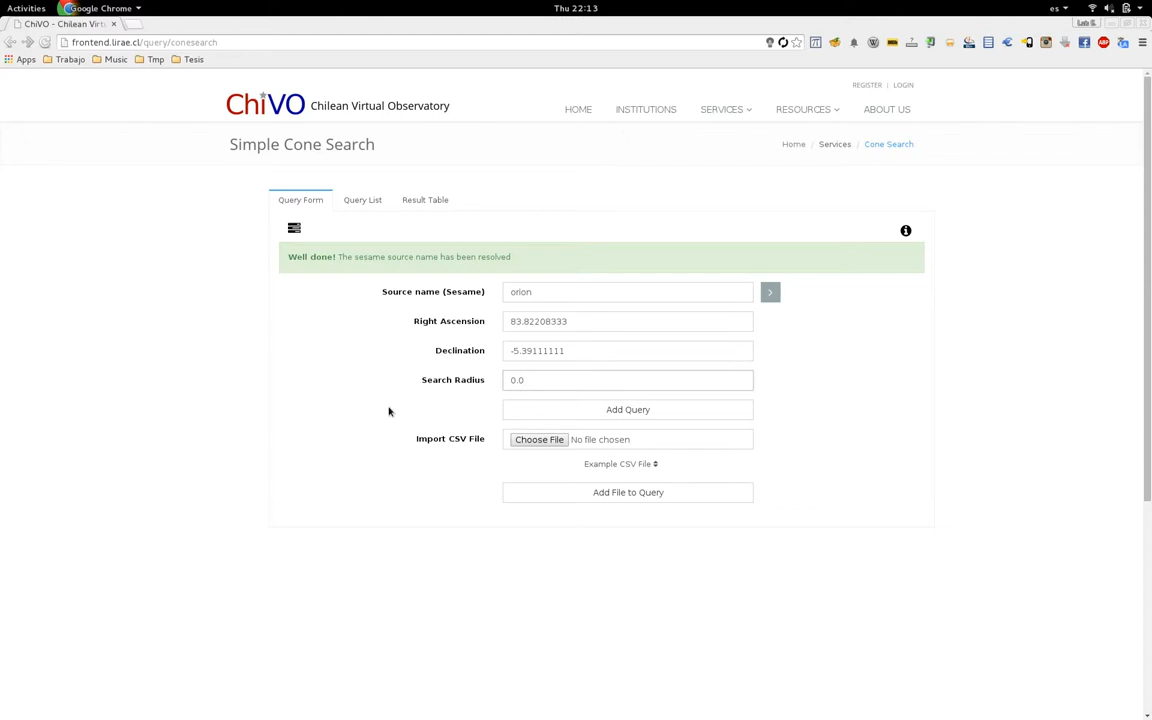 Activities Google Chrome Thu 22:13 es
ChiVO - Chilean Virt
frontend.lirae.cl/query/conesearch
Apps Trabajo Music Tmp Tesis
REGISTER | LOGIN
ChiVO Chilean Virtual Observatory HOME INSTITUTIONS SERVICES RESOURCES ABOUT US
Simple Cone Search Home / Services / Cone Search
Query Form Query List Result Table
Well done! The sesame source name has been resolved
Source name (Sesame) orion >
Right Ascension 83.82208333
Declination -5.39111111
Search Radius 0.0
Add Query
Import CSV File Choose File No file chosen
Example CSV File
Add File to Query